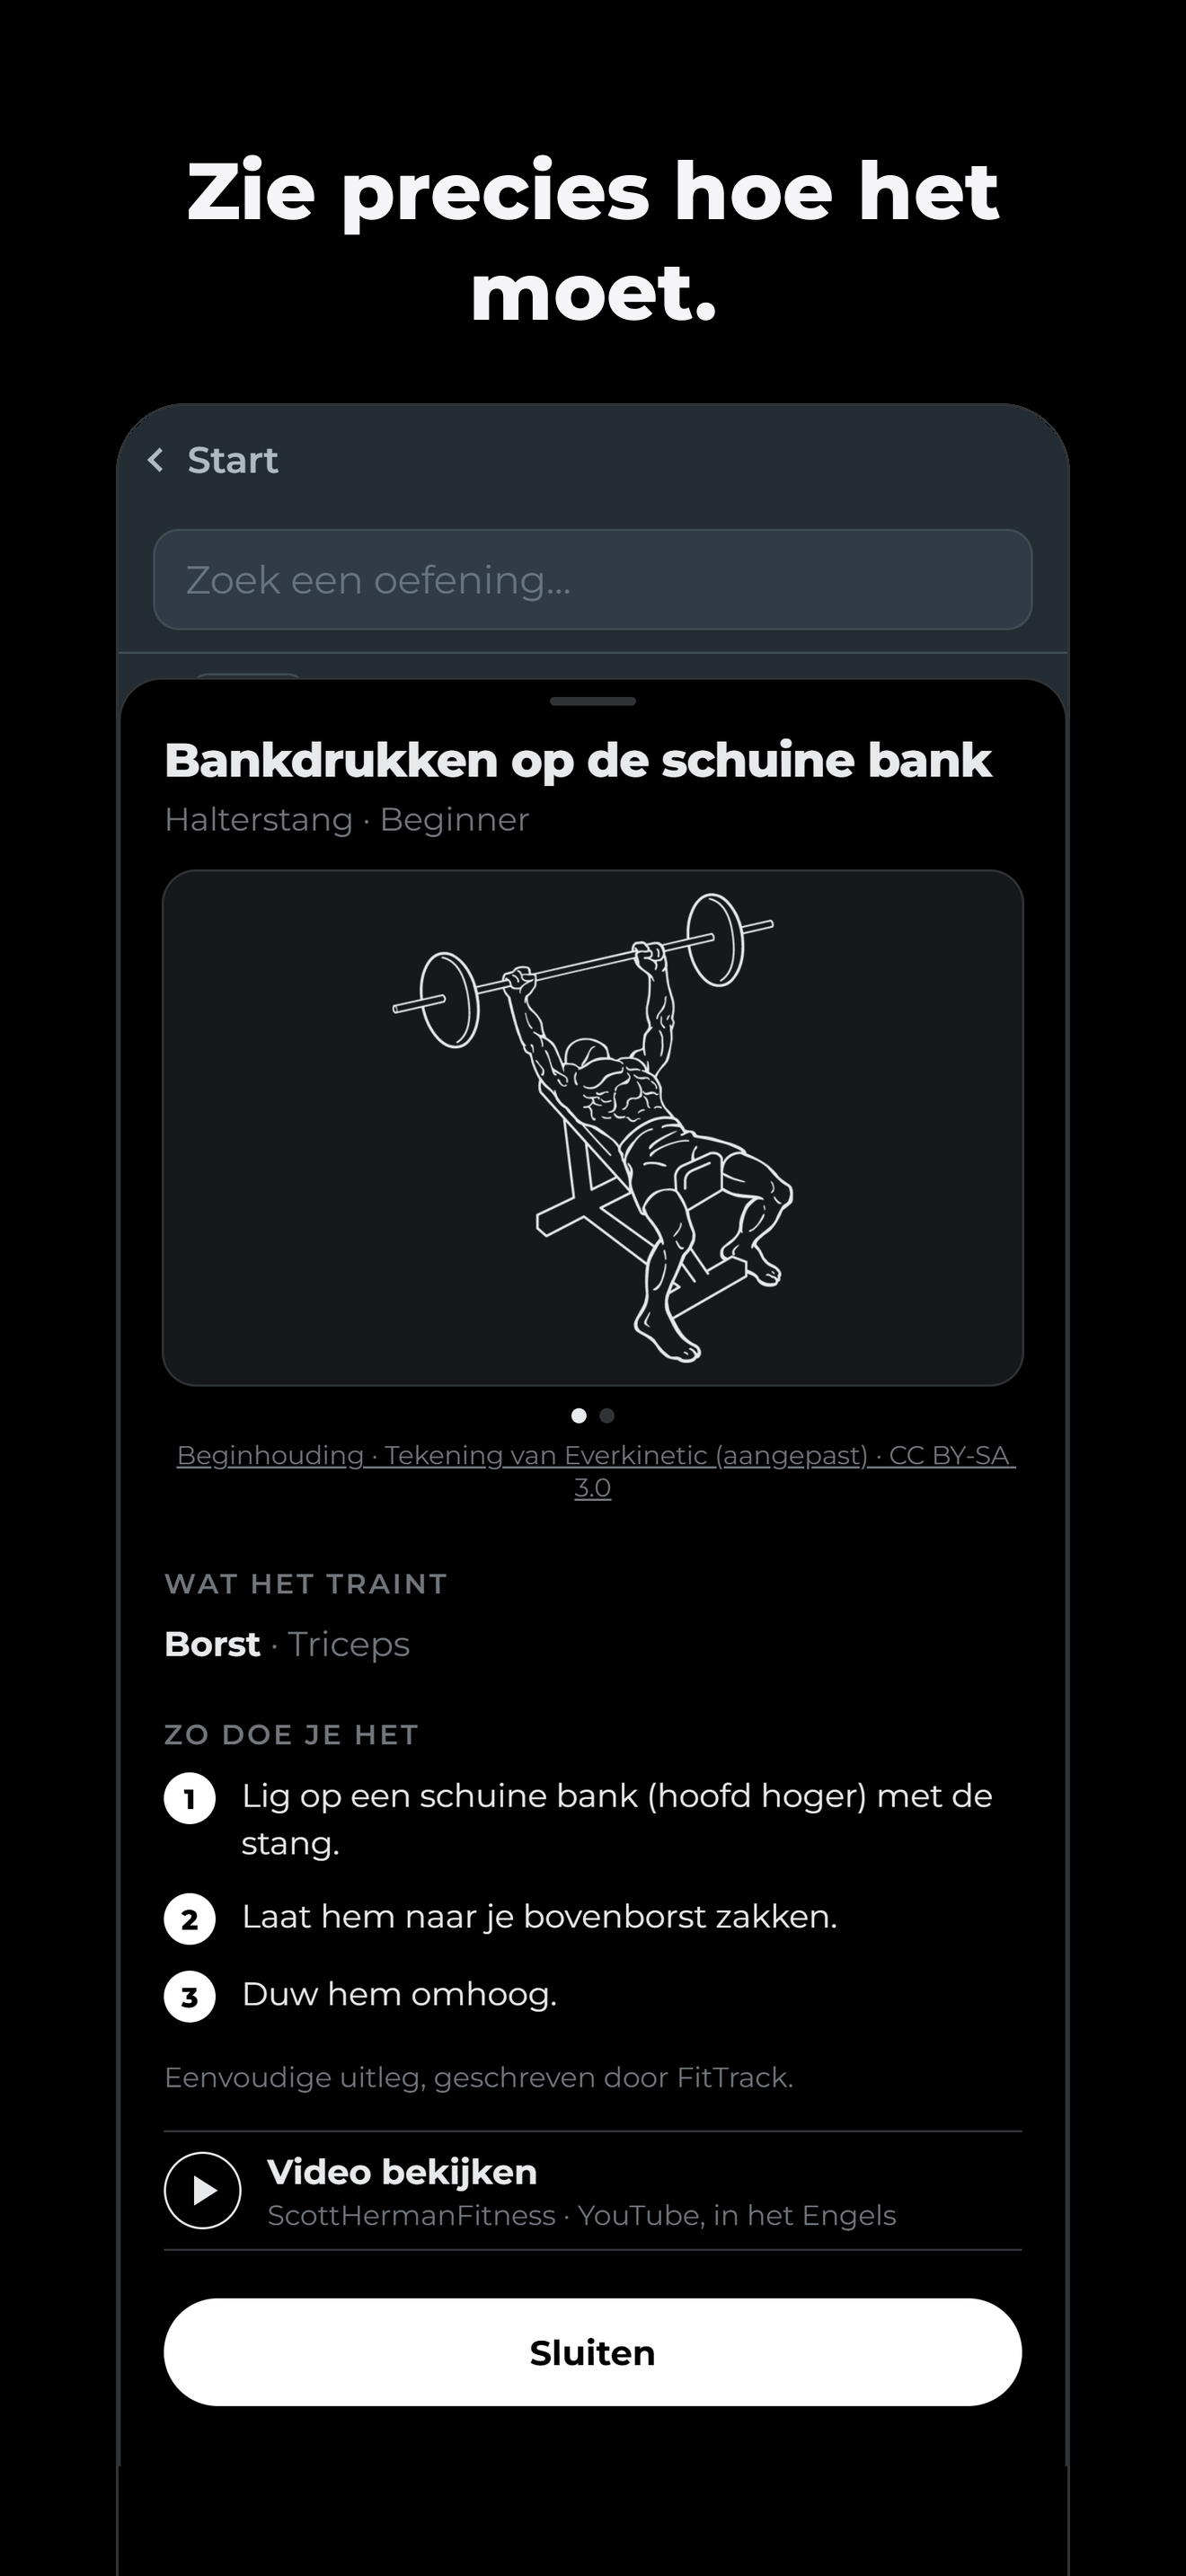 Zie precies hoe het
moet.
Start
Zoek een oefening...
Bankdrukken op de schuine bank
Halterstang · Beginner
Beginhouding · Tekening van Everkinetic (aangepast) · CC BY-SA
3.0
WAT HET TRAINT
Borst · Triceps
ZO DOE JE HET
1 Lig op een schuine bank (hoofd hoger) met de
stang.
2 Laat hem naar je bovenborst zakken.
3 Duw hem omhoog.
Eenvoudige uitleg, geschreven door FitTrack.
Video bekijken
ScottHermanFitness · YouTube, in het Engels
Sluiten